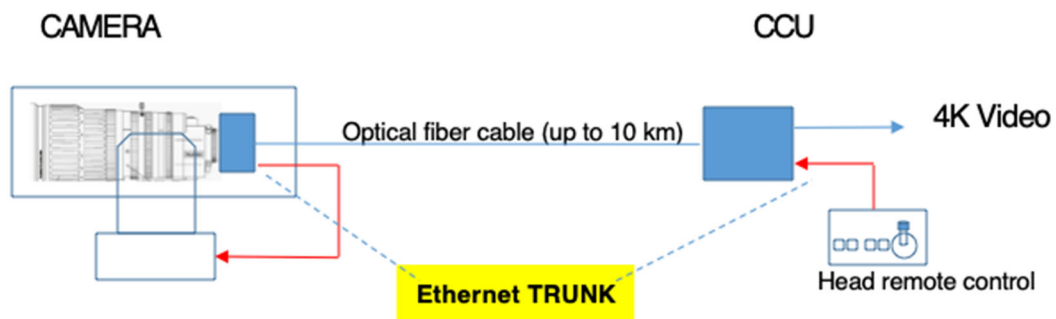 CAMERA
CCU
Optical fiber cable (up to 10 km)
4K Video
Head remote control
Ethernet TRUNK